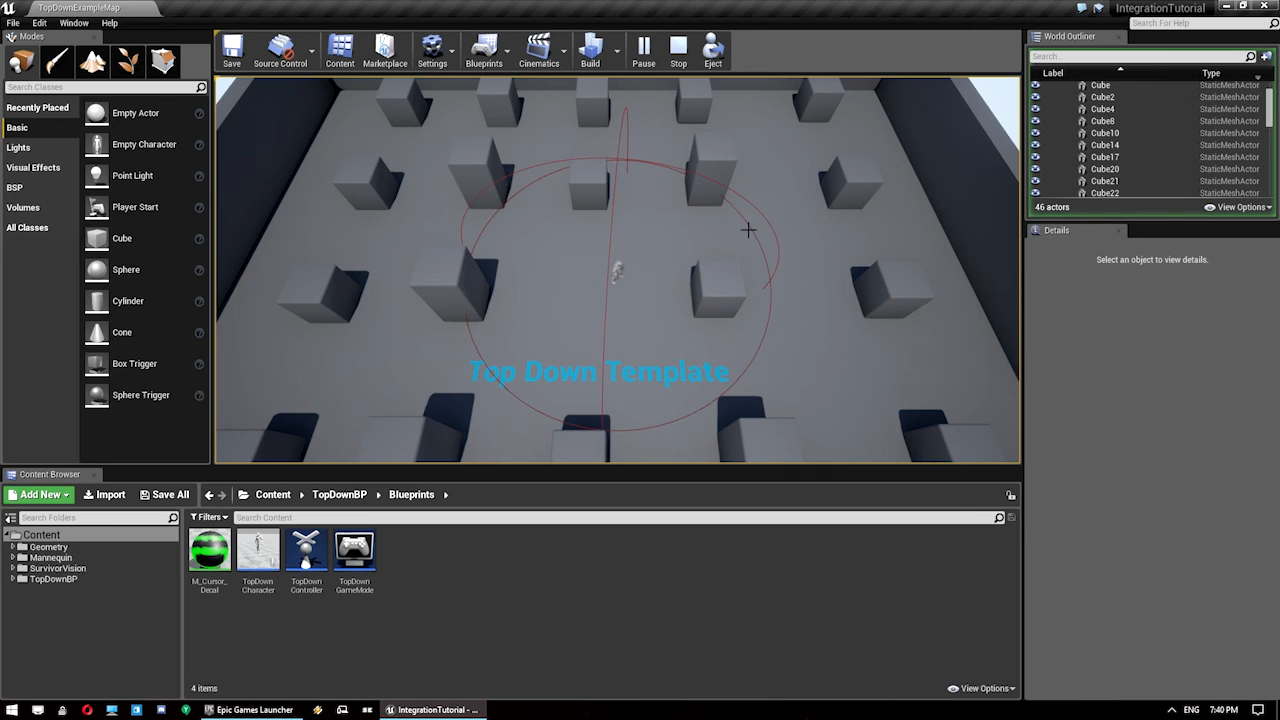 TopDownExampleMap
IntegrationTutorial
File Edit Window Help
Search For Help
Modes
Search Classes
Recently Placed
Basic
Lights
Visual Effects
BSP
Volumes
All Classes
Empty Actor
Empty Character
Point Light
Player Start
Cube
Sphere
Cylinder
Cone
Box Trigger
Sphere Trigger
Save Source Control Content Marketplace Settings Blueprints Cinematics Build Pause Stop Eject
Top Down Template
World Outliner
Search...
Label Type
Cube StaticMeshActor
Cube2 StaticMeshActor
Cube4 StaticMeshActor
Cube8 StaticMeshActor
Cube10 StaticMeshActor
Cube14 StaticMeshActor
Cube17 StaticMeshActor
Cube20 StaticMeshActor
Cube21 StaticMeshActor
Cube22 StaticMeshActor
46 actors View Options
Details
Select an object to view details.
Content Browser
Add New Import Save All Content TopDownBP Blueprints
Search Folders
Filters Search Content
Content
Geometry
Mannequin
SurvivorVision
TopDownBP
M_Cursor_
Decal
TopDown
Character
TopDown
Controller
TopDown
GameMode
4 items View Options
Epic Games Launcher IntegrationTutorial - ... ENG 7:40 PM